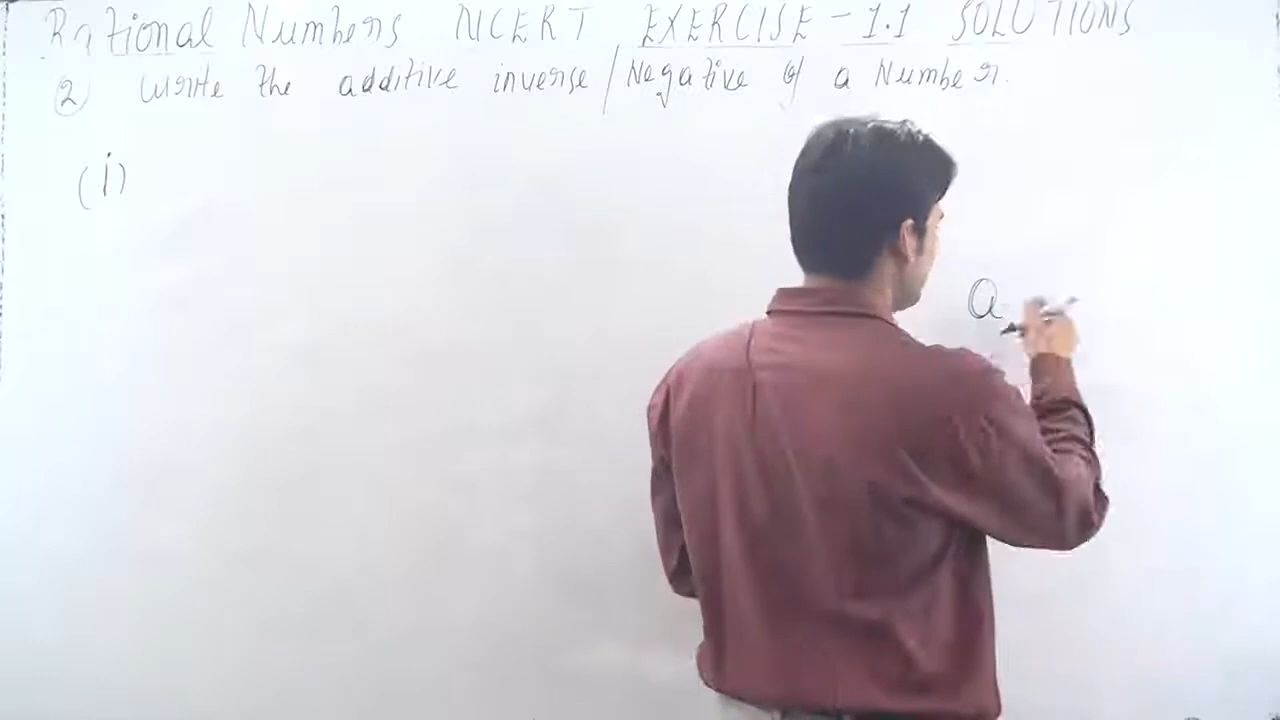 Rational Numbers NCERT EXERCISE - 1.1 SOLUTIONS
② Write the additive inverse / Negative of a Number.
(i)
a